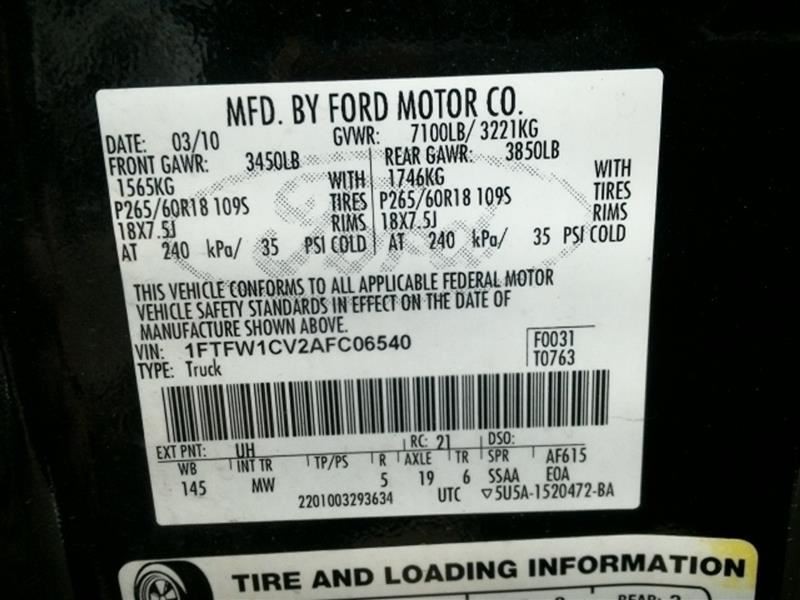 MFD. BY FORD MOTOR CO.
DATE: 03/10 GVWR: 7100LB/ 3221KG
FRONT GAWR: 3450LB REAR GAWR: 3850LB
1565KG WITH 1746KG WITH
P265/60R18 109S TIRES P265/60R18 109S TIRES
18X7.5J RIMS 18X7.5J RIMS
AT 240 kPa/ 35 PSI COLD AT 240 kPa/ 35 PSI COLD
Ford
THIS VEHICLE CONFORMS TO ALL APPLICABLE FEDERAL MOTOR
VEHICLE SAFETY STANDARDS IN EFFECT ON THE DATE OF
MANUFACTURE SHOWN ABOVE.
VIN: 1FTFW1CV2AFC06540 F0031
TYPE: Truck T0763
EXT PNT: UH RC: 21 DSO:
WB INT TR TP/PS R AXLE TR SPR AF615
145 MW 5 19 6 SSAA EOA
2201003293634 UTC ▽5U5A-1520472-BA
TIRE AND LOADING INFORMATION